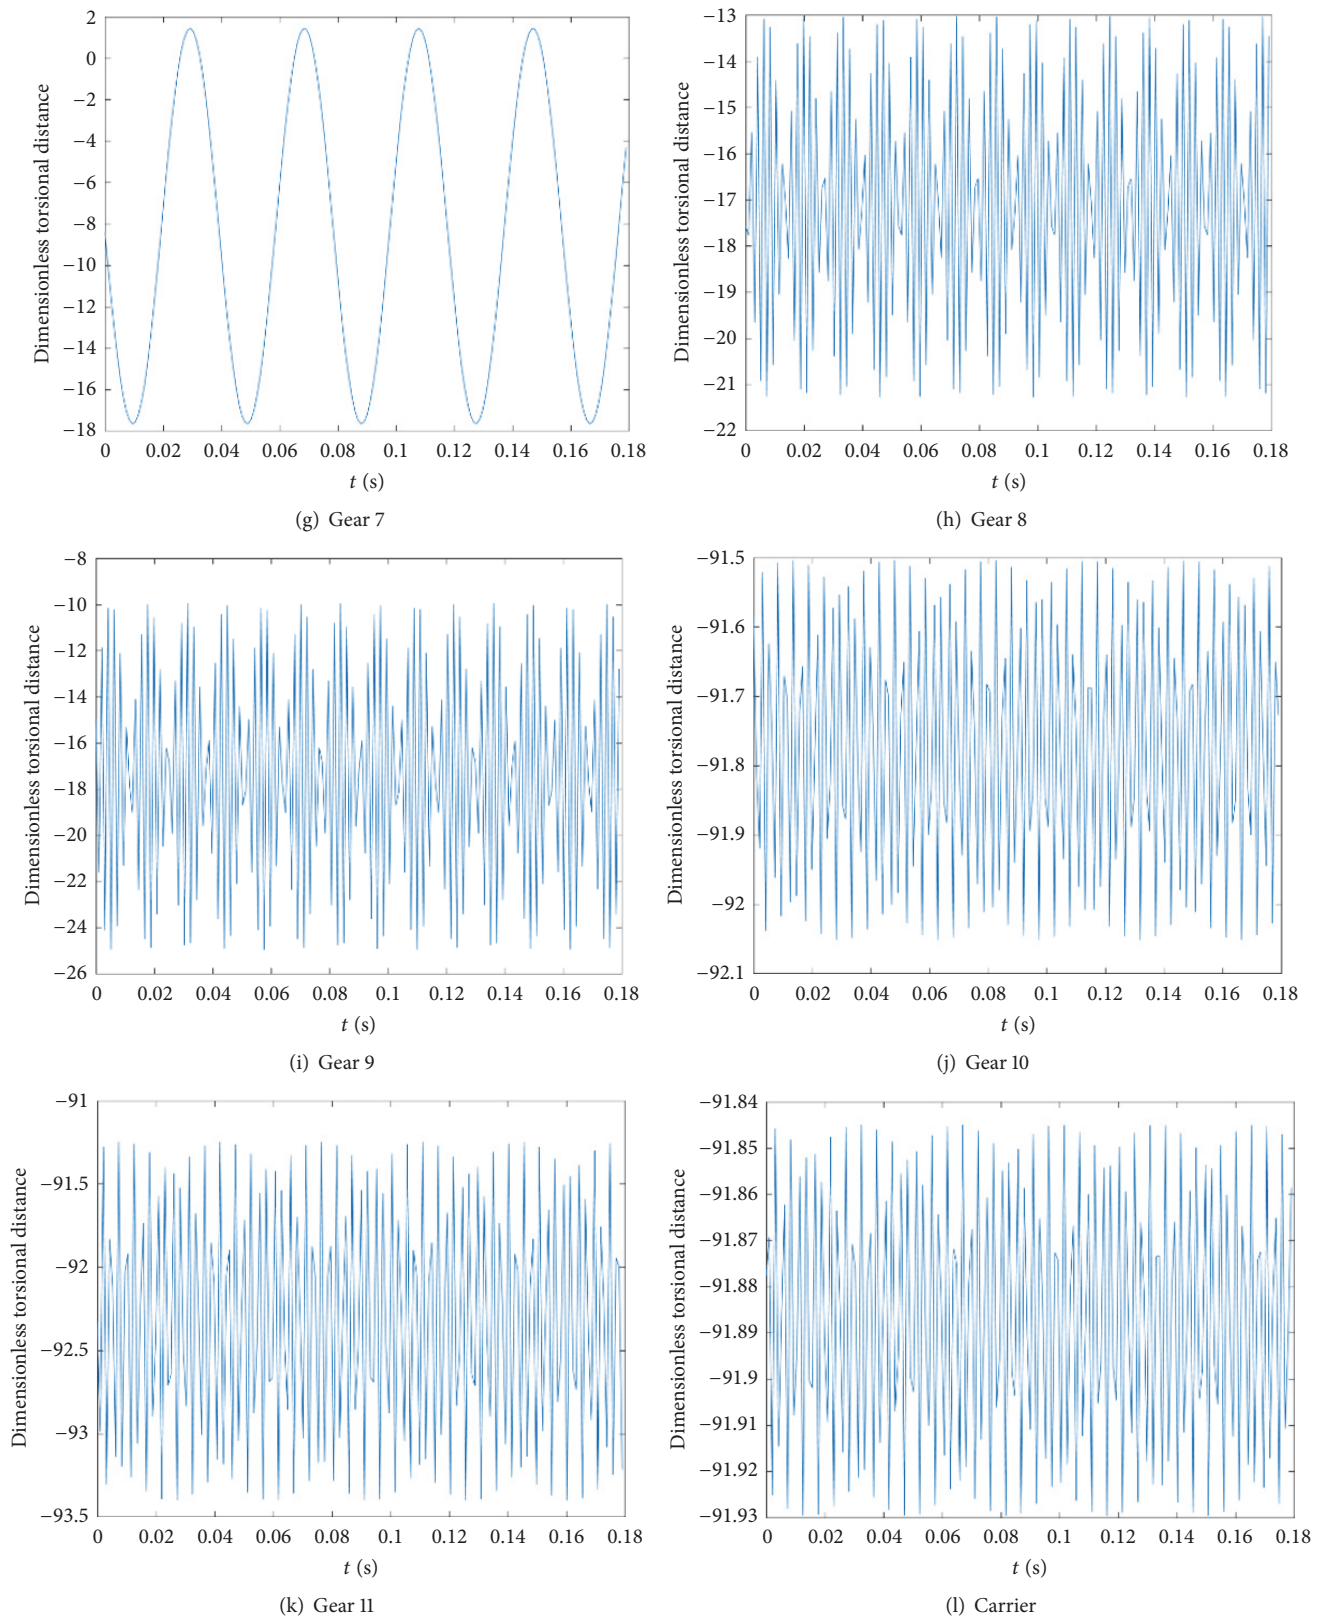 2
0
−2
−4
−6
−8
−10
−12
−14
−16
−18
Dimensionless torsional distance
0 0.02 0.04 0.06 0.08 0.1 0.12 0.14 0.16 0.18
t (s)
(g) Gear 7
−13
−14
−15
−16
−17
−18
−19
−20
−21
−22
Dimensionless torsional distance
0 0.02 0.04 0.06 0.08 0.1 0.12 0.14 0.16 0.18
t (s)
(h) Gear 8
−8
−10
−12
−14
−16
−18
−20
−22
−24
−26
Dimensionless torsional distance
0 0.02 0.04 0.06 0.08 0.1 0.12 0.14 0.16 0.18
t (s)
(i) Gear 9
−91.5
−91.6
−91.7
−91.8
−91.9
−92
−92.1
Dimensionless torsional distance
0 0.02 0.04 0.06 0.08 0.1 0.12 0.14 0.16 0.18
t (s)
(j) Gear 10
−91
−91.5
−92
−92.5
−93
−93.5
Dimensionless torsional distance
0 0.02 0.04 0.06 0.08 0.1 0.12 0.14 0.16 0.18
t (s)
(k) Gear 11
−91.84
−91.85
−91.86
−91.87
−91.88
−91.89
−91.9
−91.91
−91.92
−91.93
Dimensionless torsional distance
0 0.02 0.04 0.06 0.08 0.1 0.12 0.14 0.16 0.18
t (s)
(l) Carrier